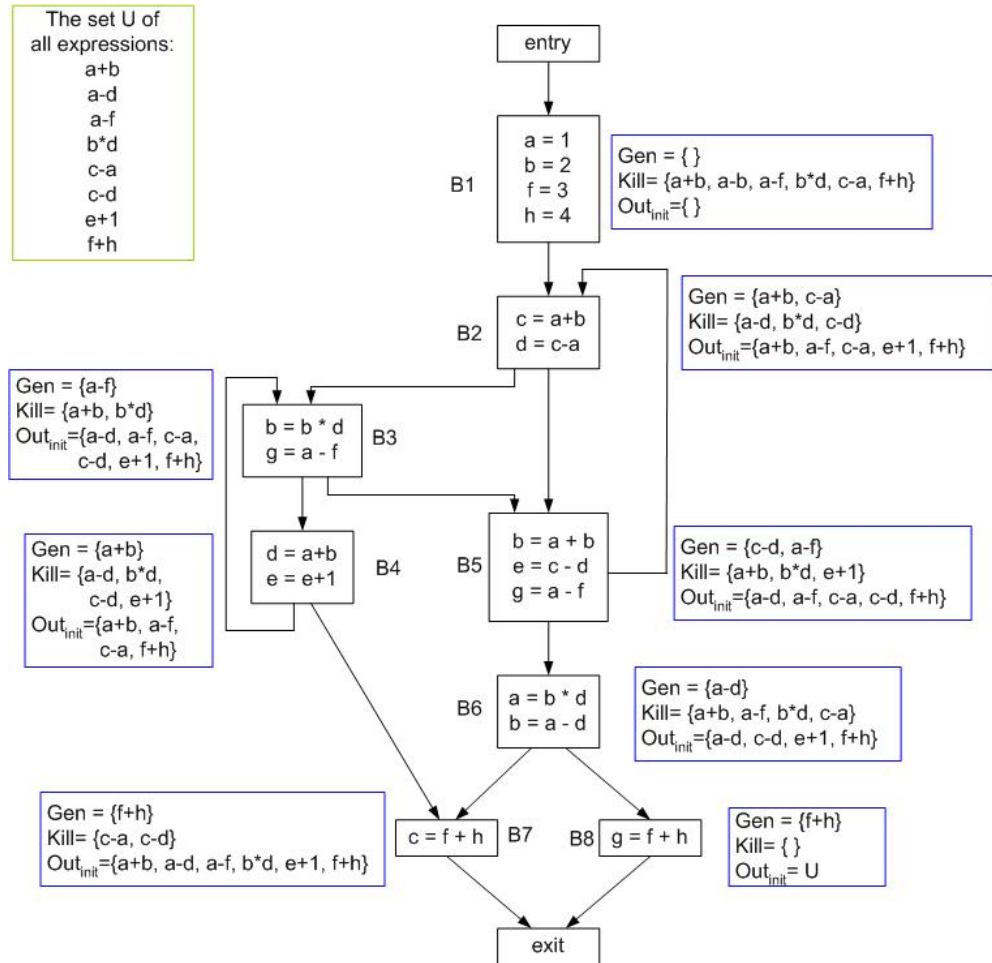 The set U of
all expressions:
a+b
a-d
a-f
b*d
c-a
c-d
e+1
f+h
entry
B1
a = 1
b = 2
f = 3
h = 4
Gen = { }
Kill= {a+b, a-b, a-f, b*d, c-a, f+h}
Outinit={ }
B2
c = a+b
d = c-a
Gen = {a+b, c-a}
Kill= {a-d, b*d, c-d}
Outinit={a+b, a-f, c-a, e+1, f+h}
Gen = {a-f}
Kill= {a+b, b*d}
Outinit={a-d, a-f, c-a,
c-d, e+1, f+h}
b = b * d
g = a - f
B3
Gen = {a+b}
Kill= {a-d, b*d,
c-d, e+1}
Outinit={a+b, a-f,
c-a, f+h}
d = a+b
e = e+1
B4
B5
b = a + b
e = c - d
g = a - f
Gen = {c-d, a-f}
Kill= {a+b, b*d, e+1}
Outinit={a-d, a-f, c-a, c-d, f+h}
B6
a = b * d
b = a - d
Gen = {a-d}
Kill= {a+b, a-f, b*d, c-a}
Outinit={a-d, c-d, e+1, f+h}
Gen = {f+h}
Kill= {c-a, c-d}
Outinit={a+b, a-d, a-f, b*d, e+1, f+h}
c = f + h
B7
B8
g = f + h
Gen = {f+h}
Kill= { }
Outinit= U
exit